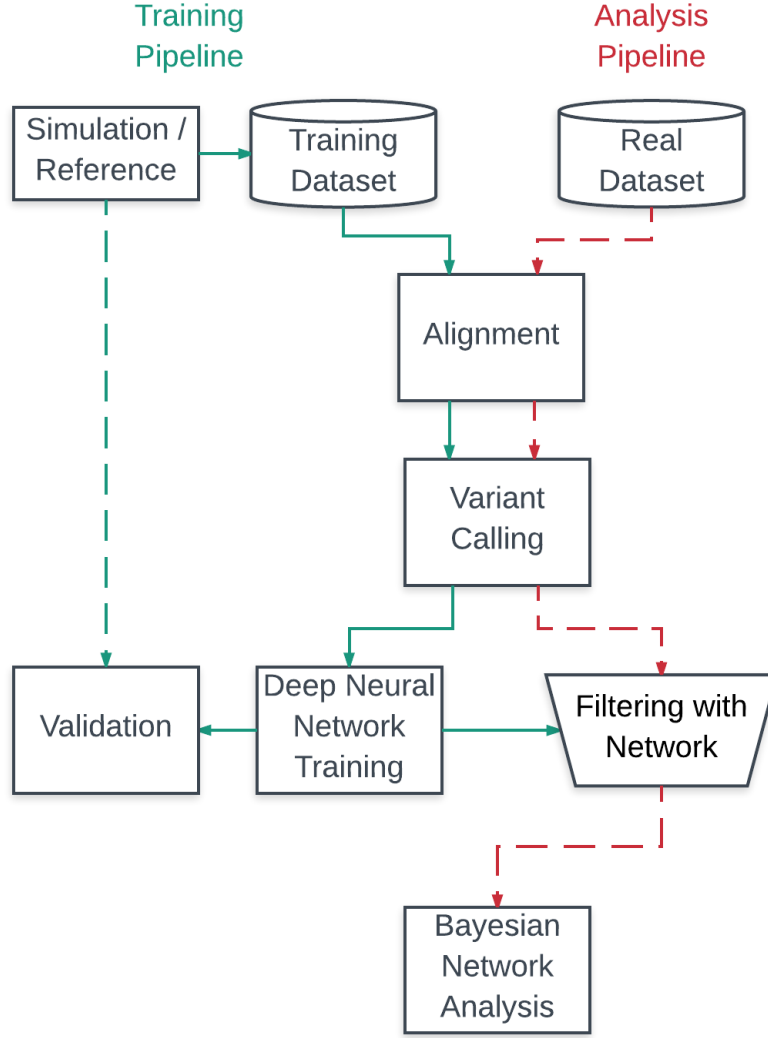 Training
Pipeline
Analysis
Pipeline
Simulation /
Reference
Training
Dataset
Real
Dataset
Alignment
Variant
Calling
Validation
Deep Neural
Network
Training
Filtering with
Network
Bayesian
Network
Analysis